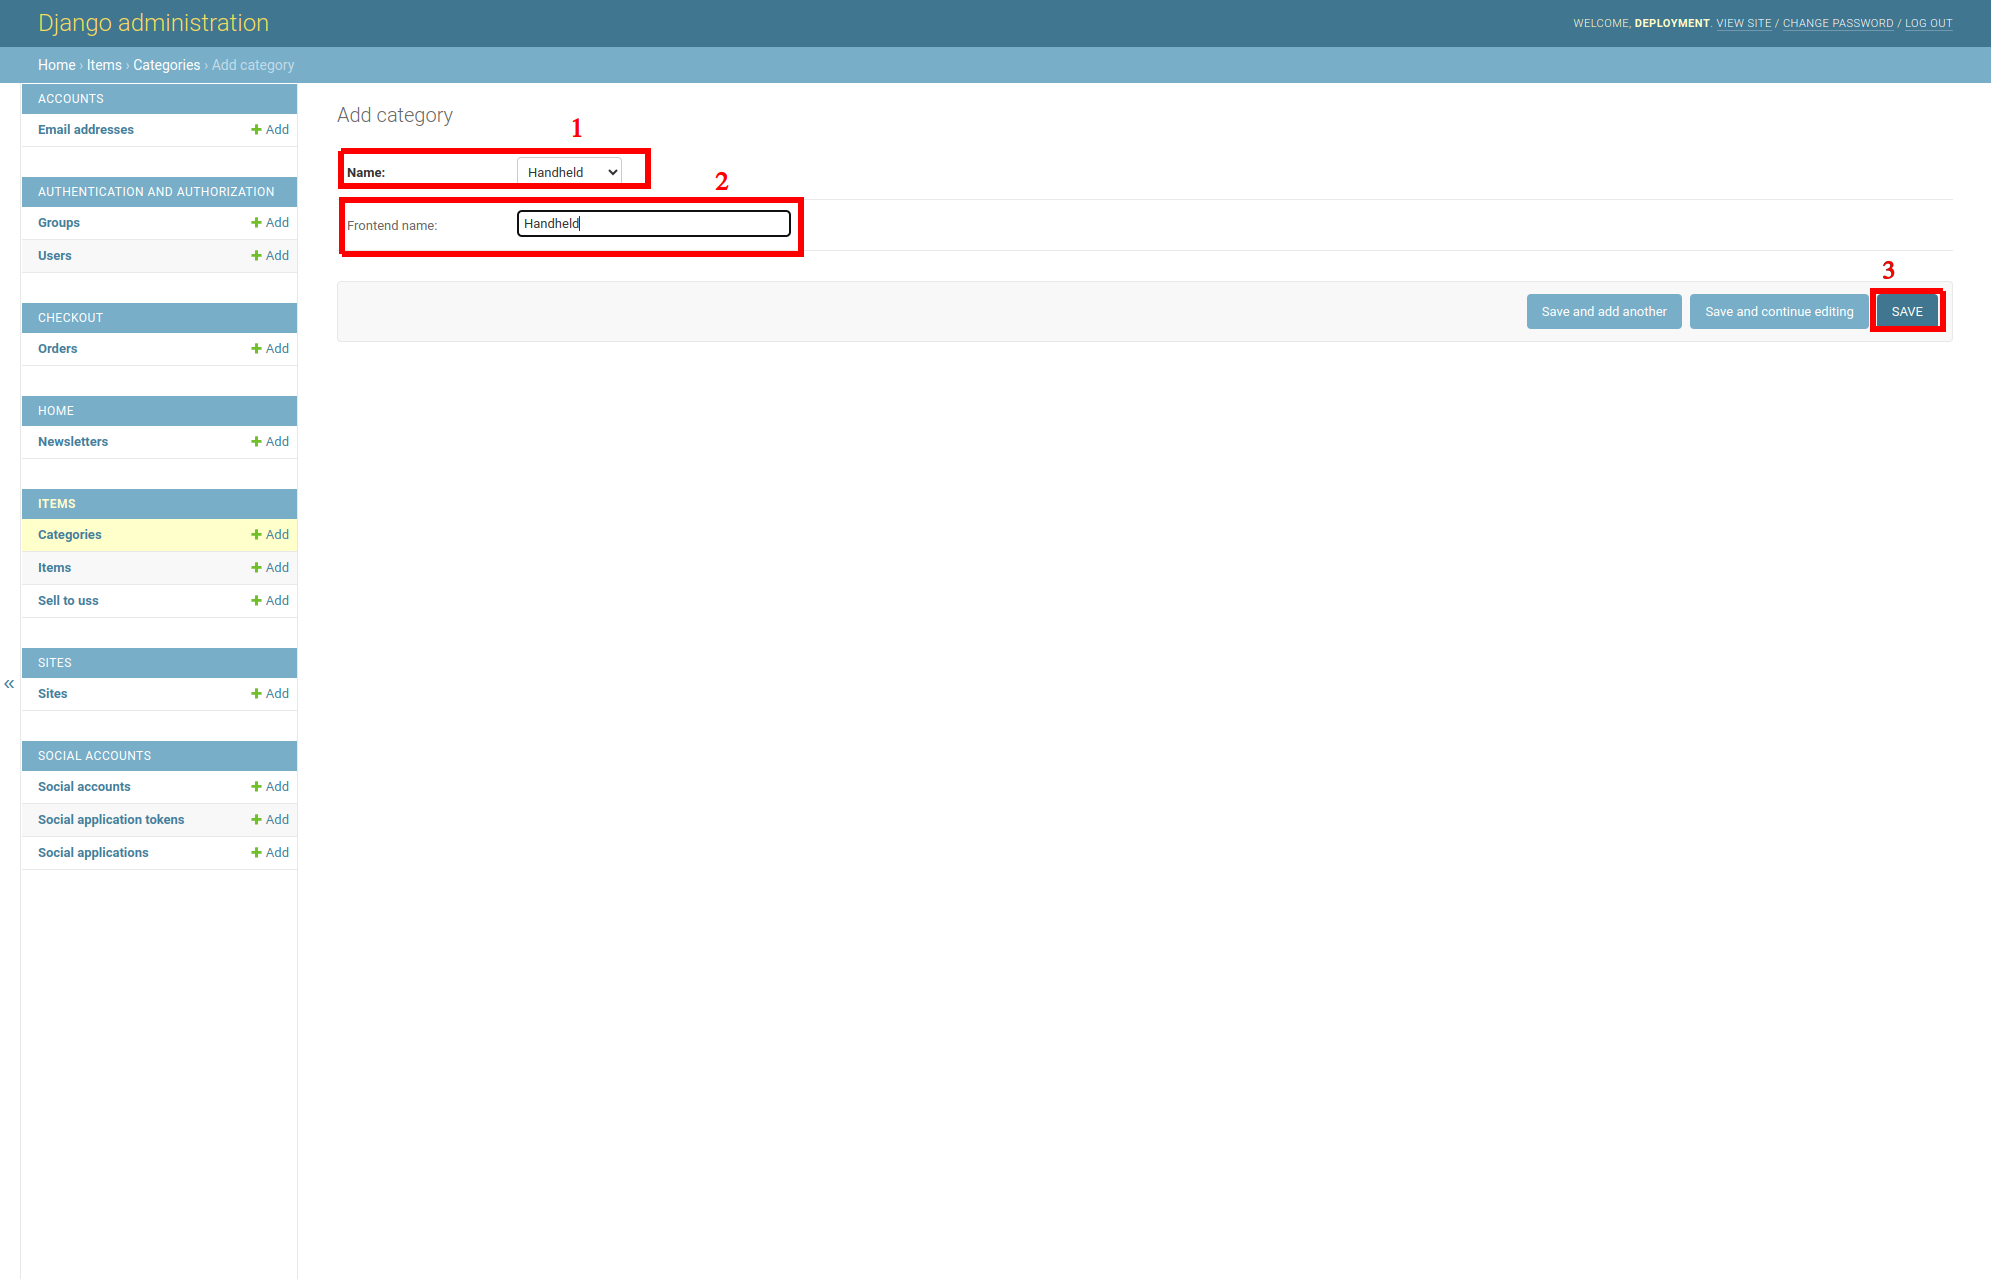 Django administration
WELCOME, DEPLOYMENT. VIEW SITE / CHANGE PASSWORD / LOG OUT
Home › Items › Categories › Add category
ACCOUNTS
Email addresses + Add
AUTHENTICATION AND AUTHORIZATION
Groups + Add
Users + Add
CHECKOUT
Orders + Add
HOME
Newsletters + Add
ITEMS
Categories + Add
Items + Add
Sell to uss + Add
SITES
Sites + Add
SOCIAL ACCOUNTS
Social accounts + Add
Social application tokens + Add
Social applications + Add
«
Add category
1
Name: Handheld
2
Frontend name: Handheld
3
Save and add another Save and continue editing SAVE